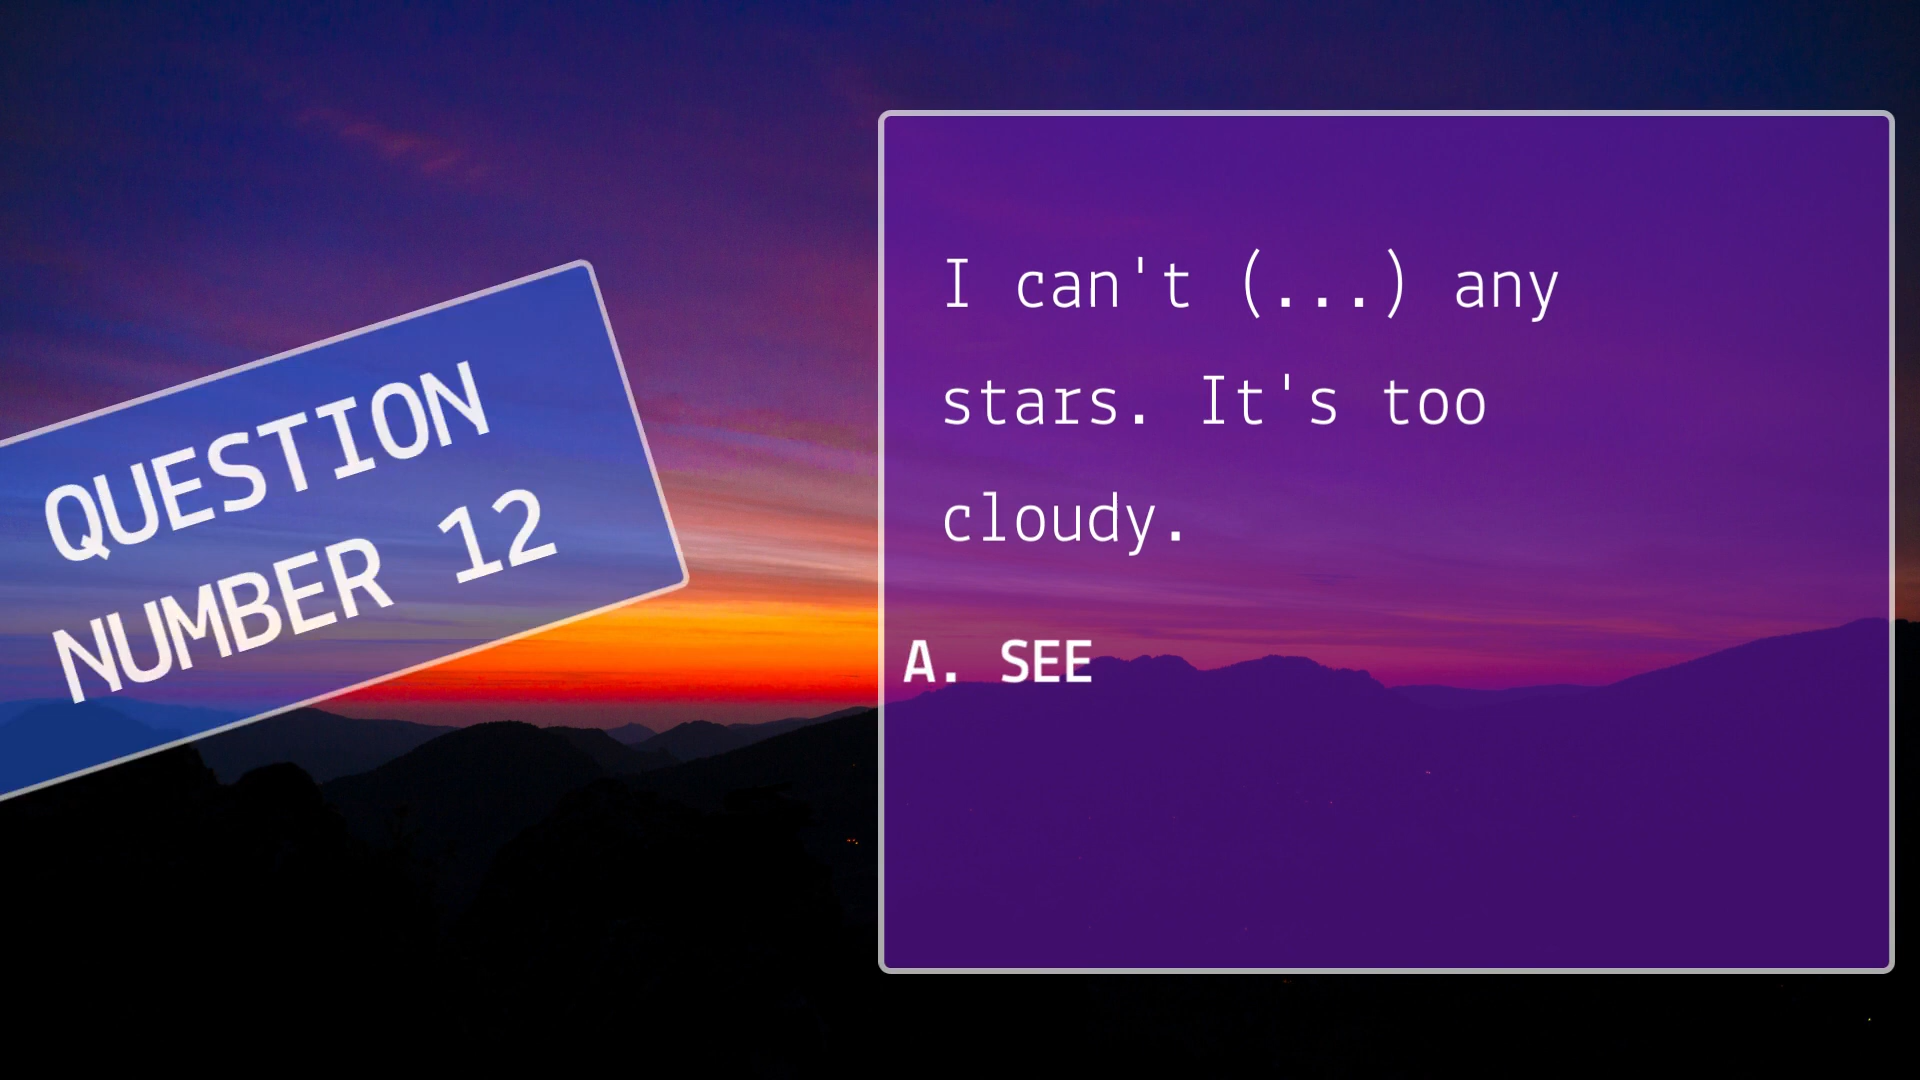 QUESTION
NUMBER 12
I can't (...) any
stars. It's too
cloudy.
A. SEE